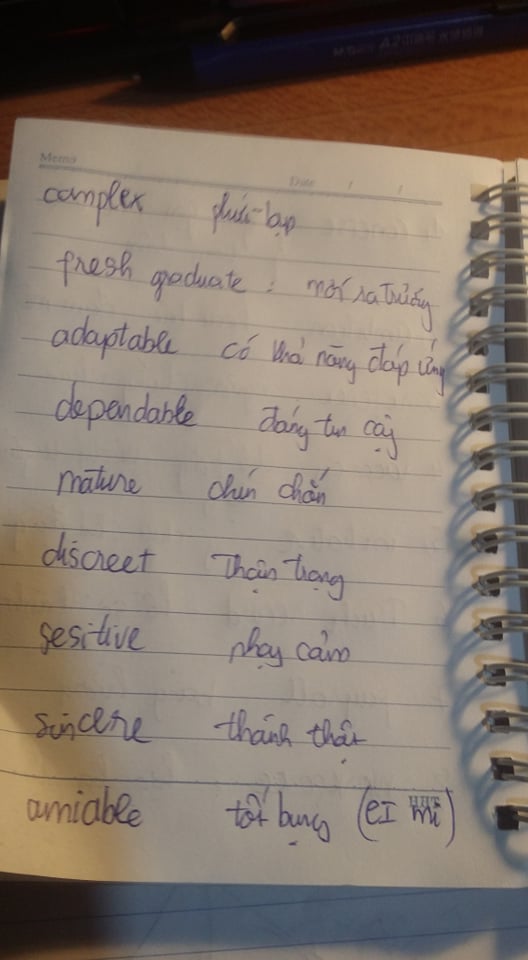 M&G A2
Memo
Date / /
complex phức tạp
fresh graduate : mới ra trường
adaptable có khả năng đáp ứng
dependable đáng tin cậy
mature chín chắn
discreet Thận trọng
sesitive nhạy cảm
sincere thành thật
amiable tốt bụng (eI mi)